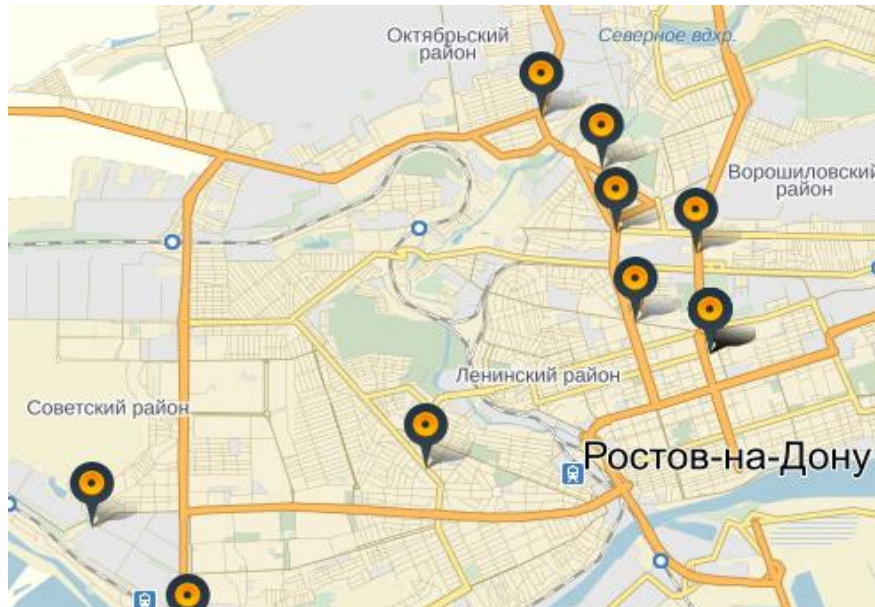 Октябрьский
район
Северное вдхр.
Ворошиловский
район
Ленинский район
Советский район
Ростов-на-Дону